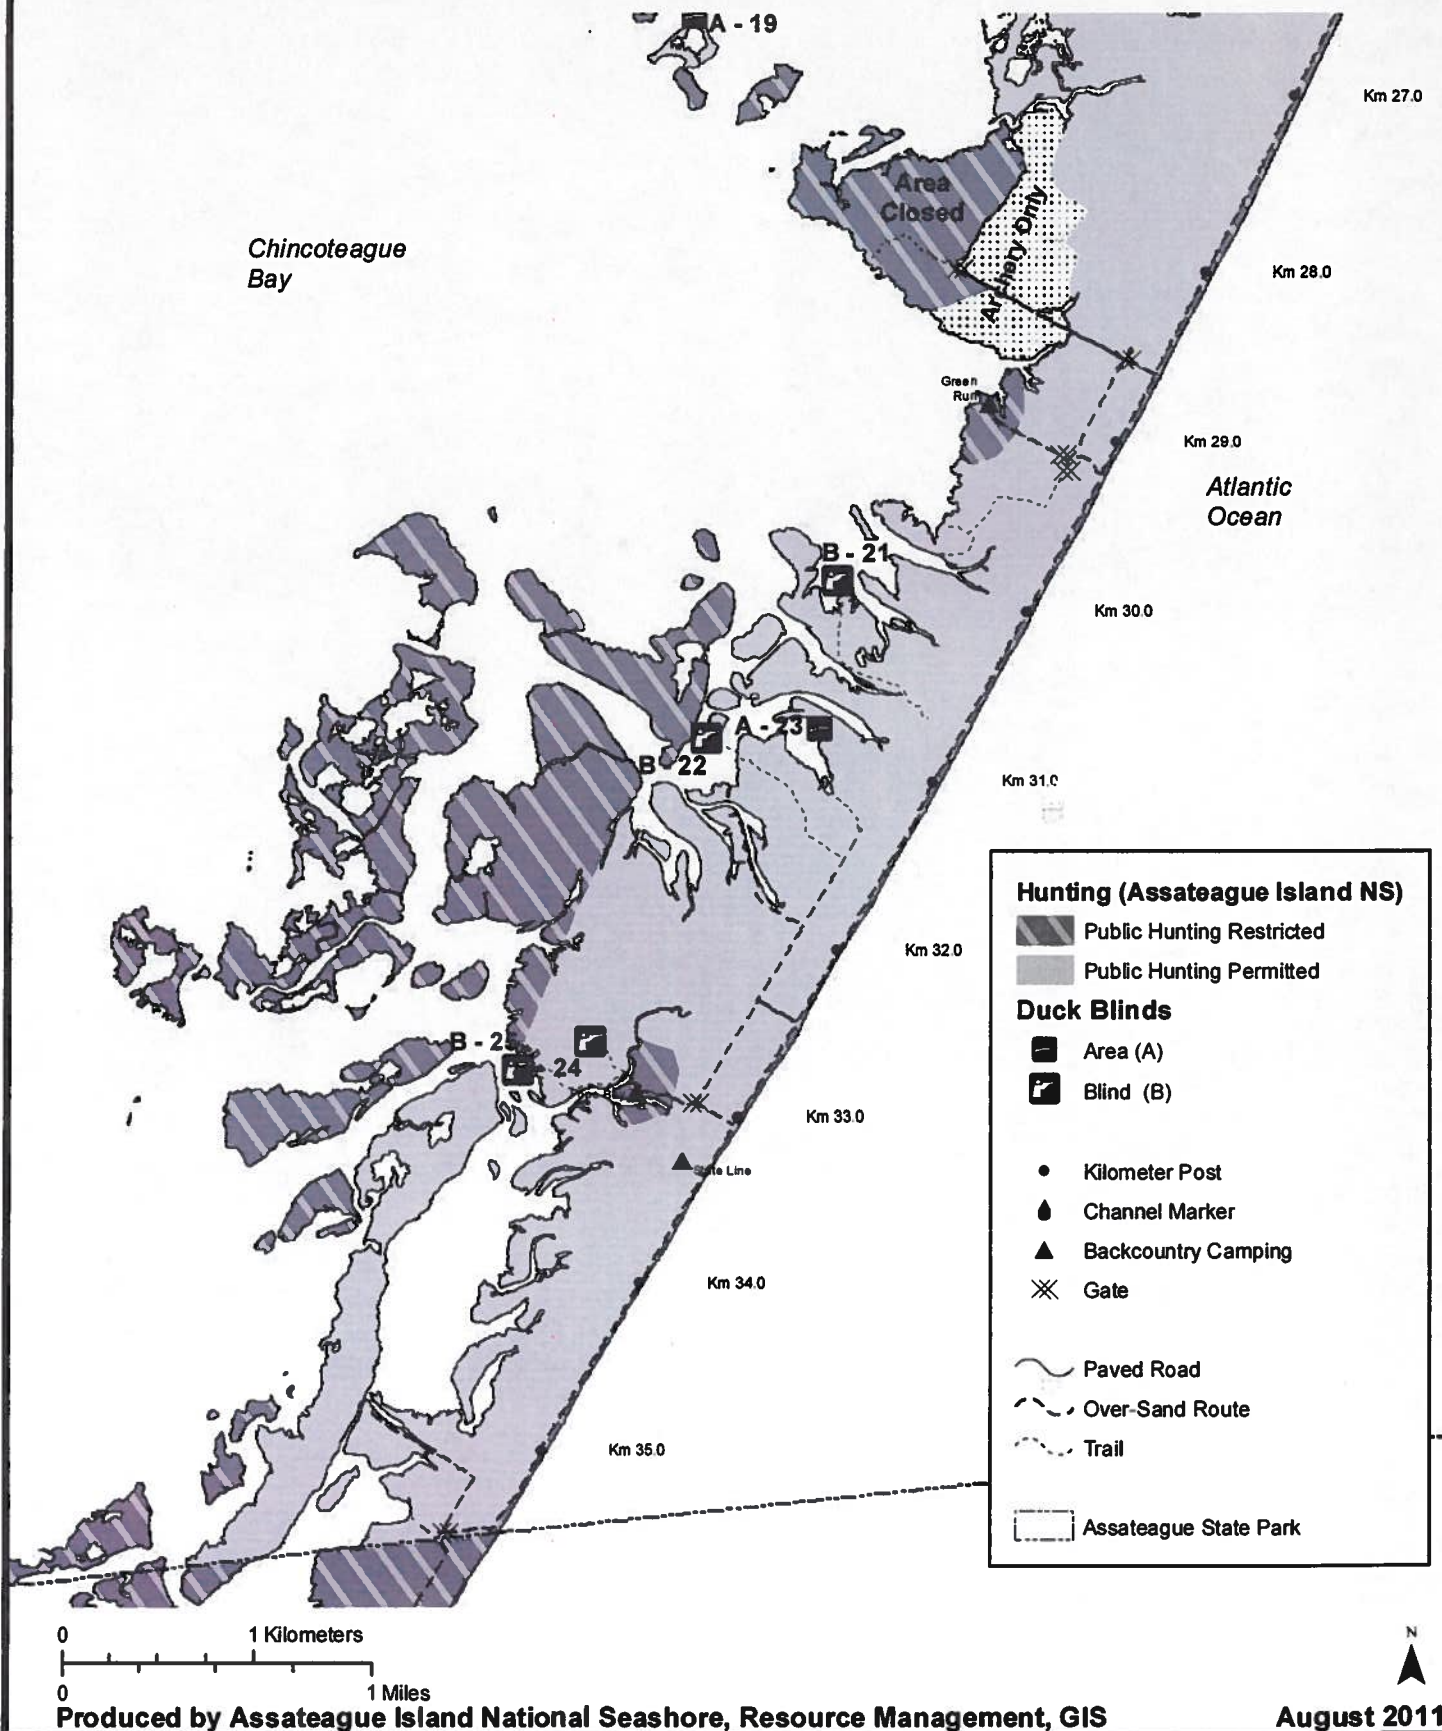 A - 19
Km 27.0
Area
Closed
Archery Only
Chincoteague
Bay
Km 28.0
Green
Run
Km 29.0
Atlantic
Ocean
B - 21
Km 30.0
A - 23
B - 22
Km 31.0
Hunting (Assateague Island NS)
Public Hunting Restricted
Public Hunting Permitted
Duck Blinds
Area (A)
Blind (B)
Kilometer Post
Channel Marker
Backcountry Camping
Gate
Paved Road
Over-Sand Route
Trail
Assateague State Park
Km 32.0
B - 25
24
Km 33.0
State Line
Km 34.0
Km 35.0
0 1 Kilometers
0 1 Miles
N
Produced by Assateague Island National Seashore, Resource Management, GIS August 2011